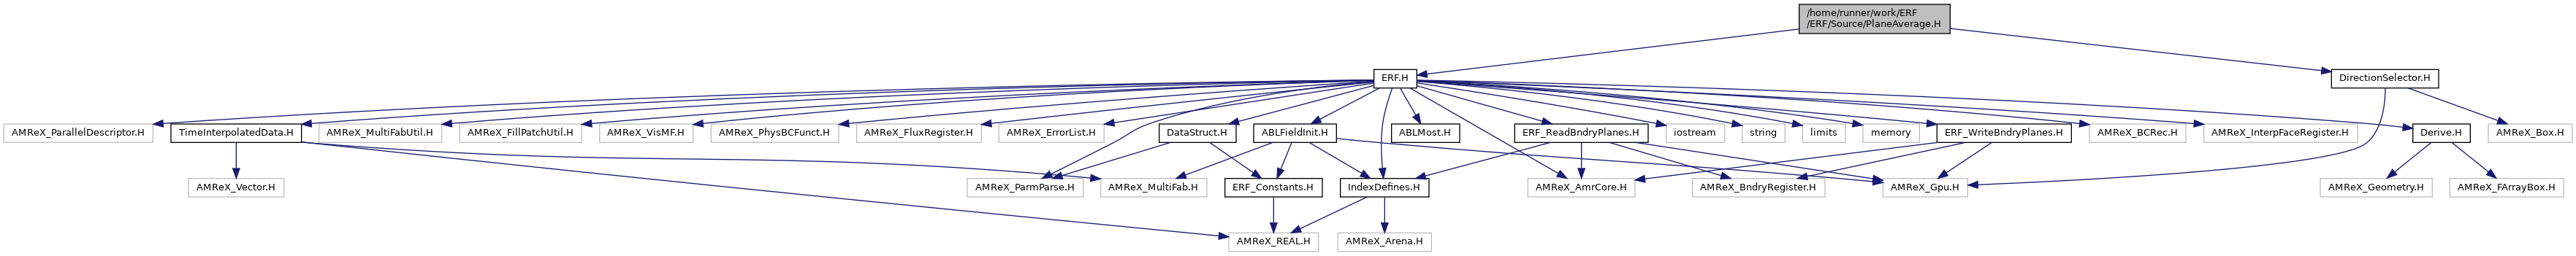 /home/runner/work/ERF
/ERF/Source/PlaneAverage.H
ERF.H
DirectionSelector.H
AMReX_ParallelDescriptor.H
TimeInterpolatedData.H
AMReX_MultiFabUtil.H
AMReX_FillPatchUtil.H
AMReX_VisMF.H
AMReX_PhysBCFunct.H
AMReX_FluxRegister.H
AMReX_ErrorList.H
DataStruct.H
ABLFieldInit.H
ABLMost.H
ERF_ReadBndryPlanes.H
iostream
string
limits
memory
ERF_WriteBndryPlanes.H
AMReX_BCRec.H
AMReX_InterpFaceRegister.H
Derive.H
AMReX_Box.H
AMReX_Vector.H
AMReX_ParmParse.H
AMReX_MultiFab.H
ERF_Constants.H
IndexDefines.H
AMReX_AmrCore.H
AMReX_BndryRegister.H
AMReX_Gpu.H
AMReX_Geometry.H
AMReX_FArrayBox.H
AMReX_REAL.H
AMReX_Arena.H